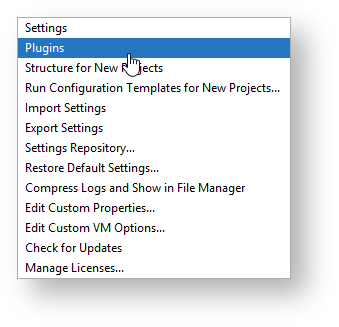 Settings
Plugins
Structure for New Projects
Run Configuration Templates for New Projects...
Import Settings
Export Settings
Settings Repository...
Restore Default Settings...
Compress Logs and Show in File Manager
Edit Custom Properties...
Edit Custom VM Options...
Check for Updates
Manage Licenses...